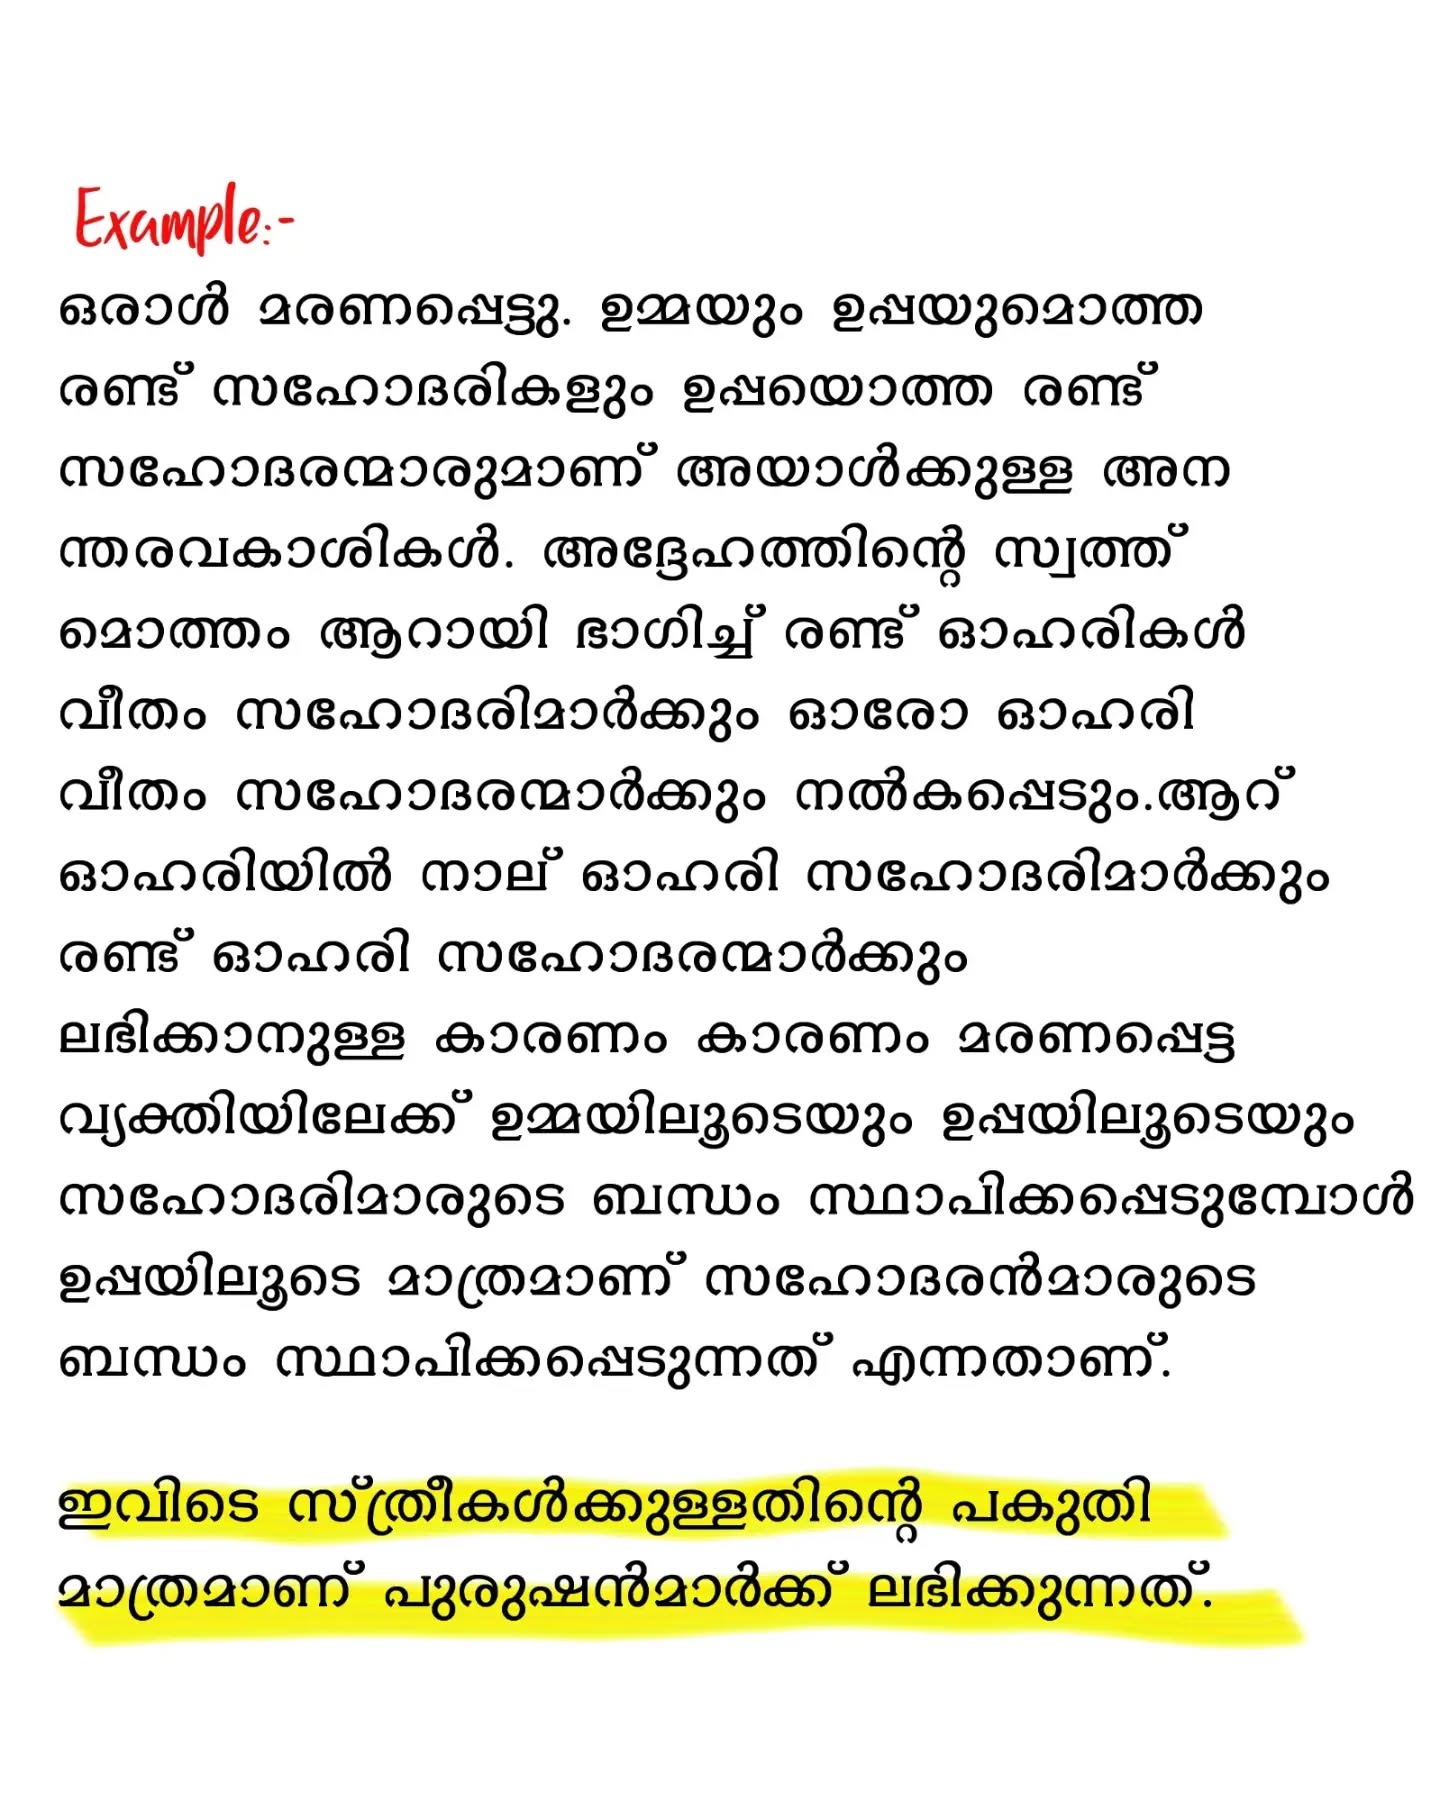 Example:-
ഒരാൾ മരണപ്പെട്ടു. ഉമ്മയും ഉപ്പയുമൊത്ത
രണ്ട് സഹോദരികളും ഉപ്പയൊത്ത രണ്ട്
സഹോദരന്മാരുമാണ് അയാൾക്കുള്ള അന
ന്തരവകാശികൾ. അദ്ദേഹത്തിന്റെ സ്വത്ത്
മൊത്തം ആറായി ഭാഗിച്ച് രണ്ട് ഓഹരികൾ
വീതം സഹോദരിമാർക്കും ഓരോ ഓഹരി
വീതം സഹോദരന്മാർക്കും നൽകപ്പെടും.ആറ്
ഓഹരിയിൽ നാല് ഓഹരി സഹോദരിമാർക്കും
രണ്ട് ഓഹരി സഹോദരന്മാർക്കും
ലഭിക്കാനുള്ള കാരണം കാരണം മരണപ്പെട്ട
വ്യക്തിയിലേക്ക് ഉമ്മയിലൂടെയും ഉപ്പയിലൂടെയും
സഹോദരിമാരുടെ ബന്ധം സ്ഥാപിക്കപ്പെടുമ്പോൾ
ഉപ്പയിലൂടെ മാത്രമാണ് സഹോദരൻമാരുടെ
ബന്ധം സ്ഥാപിക്കപ്പെടുന്നത് എന്നതാണ്.
ഇവിടെ സ്ത്രീകൾക്കുള്ളതിന്റെ പകുതി
മാത്രമാണ് പുരുഷൻമാർക്ക് ലഭിക്കുന്നത്.